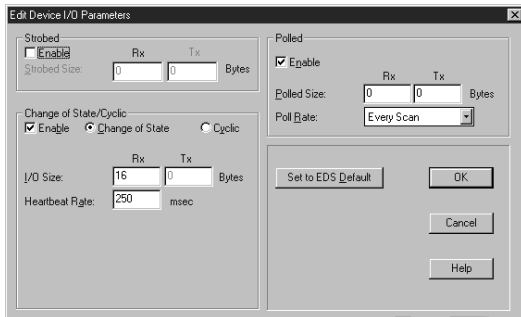 Edit Device I/O Parameters
Strobed
Enable
Rx Tx
Strobed Size: 0 0 Bytes
Change of State/Cyclic
Enable Change of State Cyclic
Rx Tx
I/O Size: 16 0 Bytes
Heartbeat Rate: 250 msec
Polled
Enable
Rx Tx
Polled Size: 0 0 Bytes
Poll Rate: Every Scan
Set to EDS Default
OK
Cancel
Help